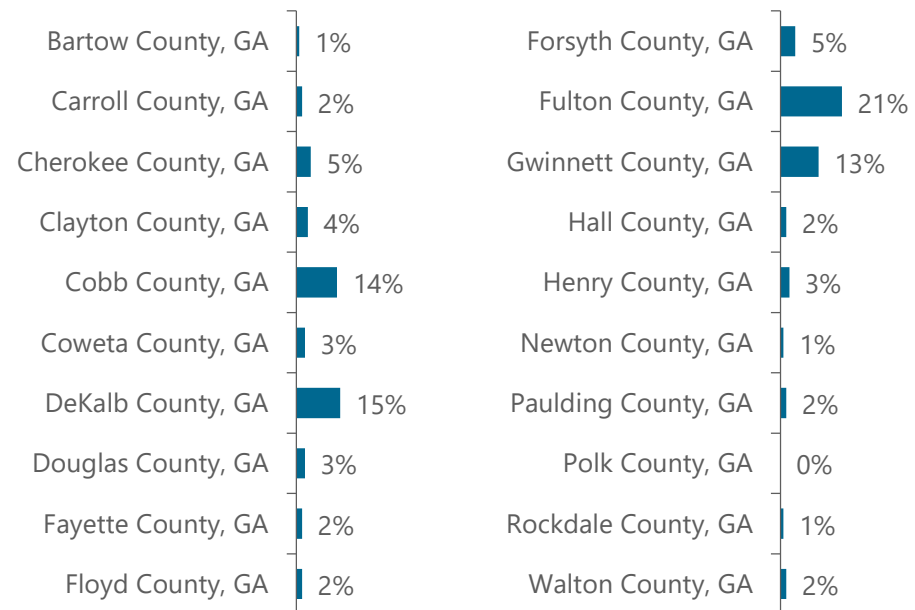 Bartow County, GA 1%
Carroll County, GA 2%
Cherokee County, GA 5%
Clayton County, GA 4%
Cobb County, GA 14%
Coweta County, GA 3%
DeKalb County, GA 15%
Douglas County, GA 3%
Fayette County, GA 2%
Floyd County, GA 2%
Forsyth County, GA 5%
Fulton County, GA 21%
Gwinnett County, GA 13%
Hall County, GA 2%
Henry County, GA 3%
Newton County, GA 1%
Paulding County, GA 2%
Polk County, GA 0%
Rockdale County, GA 1%
Walton County, GA 2%